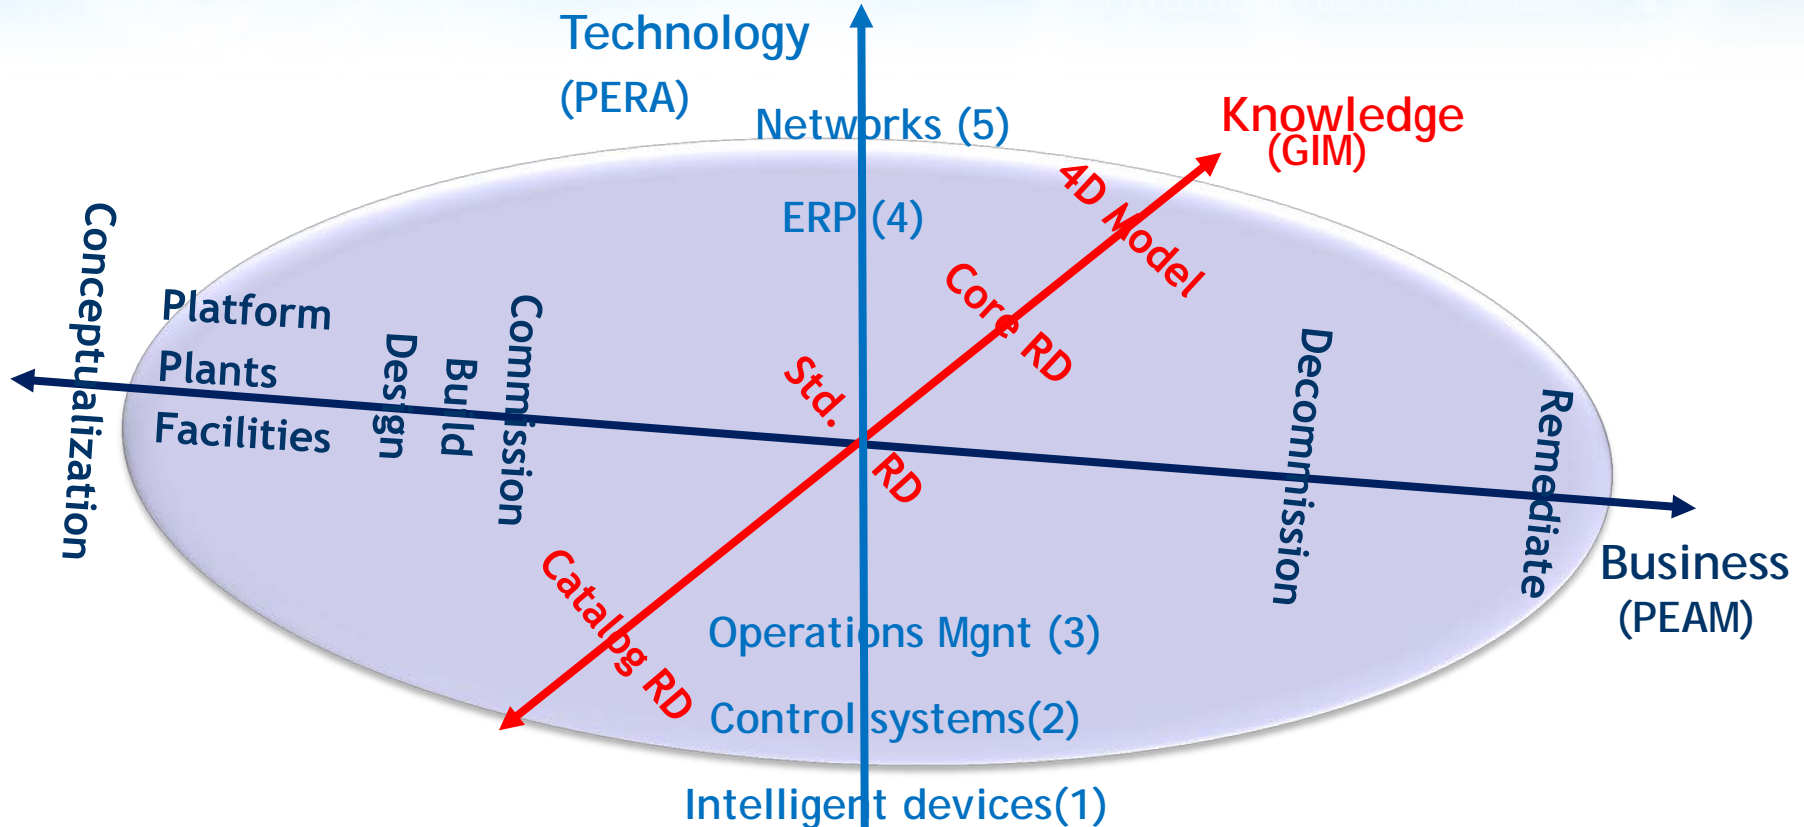 Technology
(PERA)
Networks (5)
Knowledge
(GIM)
4D Model
ERP (4)
Conceptualization
Platform
Plants
Facilities
Design
Build
Commission
Core RD
Std.
RD
Decommission
Remediate
Business
(PEAM)
Catalog RD
Operations Mgnt (3)
Control systems(2)
Intelligent devices(1)